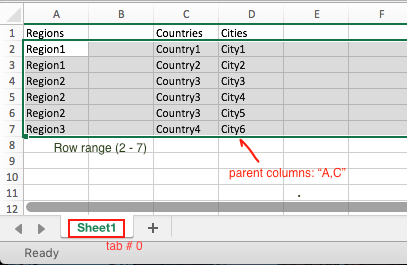 A B C D E F
1 Regions Countries Cities
2 Region1 Country1 City1
3 Region1 Country2 City2
4 Region2 Country3 City3
5 Region2 Country3 City4
6 Region2 Country3 City5
7 Region3 Country4 City6
8 Row range (2 - 7)
9
10 parent columns: “A,C”
11
12
Sheet1 +
tab # 0
Ready